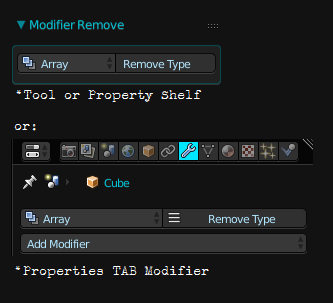 Modifier Remove
Array Remove Type
*Tool or Property Shelf
or:
Cube
Array Remove Type
Add Modifier
*Properties TAB Modifier